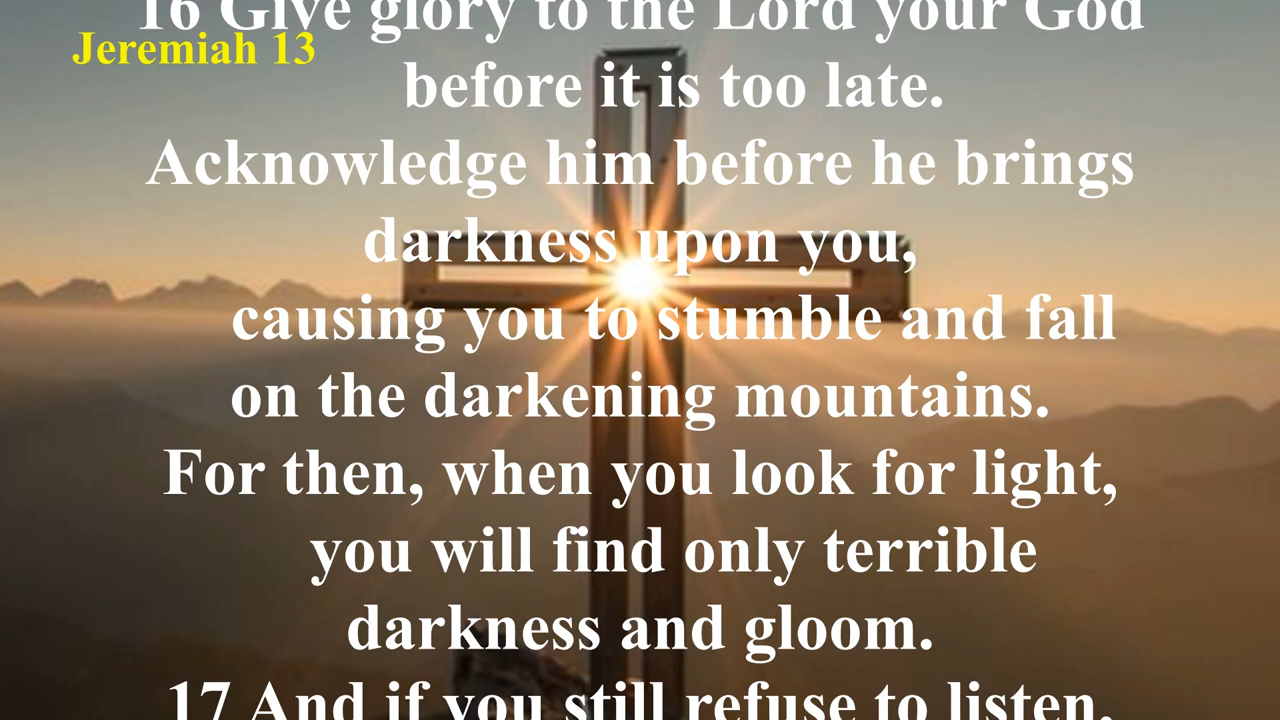 16 Give glory to the Lord your God
Jeremiah 13
before it is too late.
Acknowledge him before he brings
darkness upon you,
causing you to stumble and fall
on the darkening mountains.
For then, when you look for light,
you will find only terrible
darkness and gloom.
17 And if you still refuse to listen,